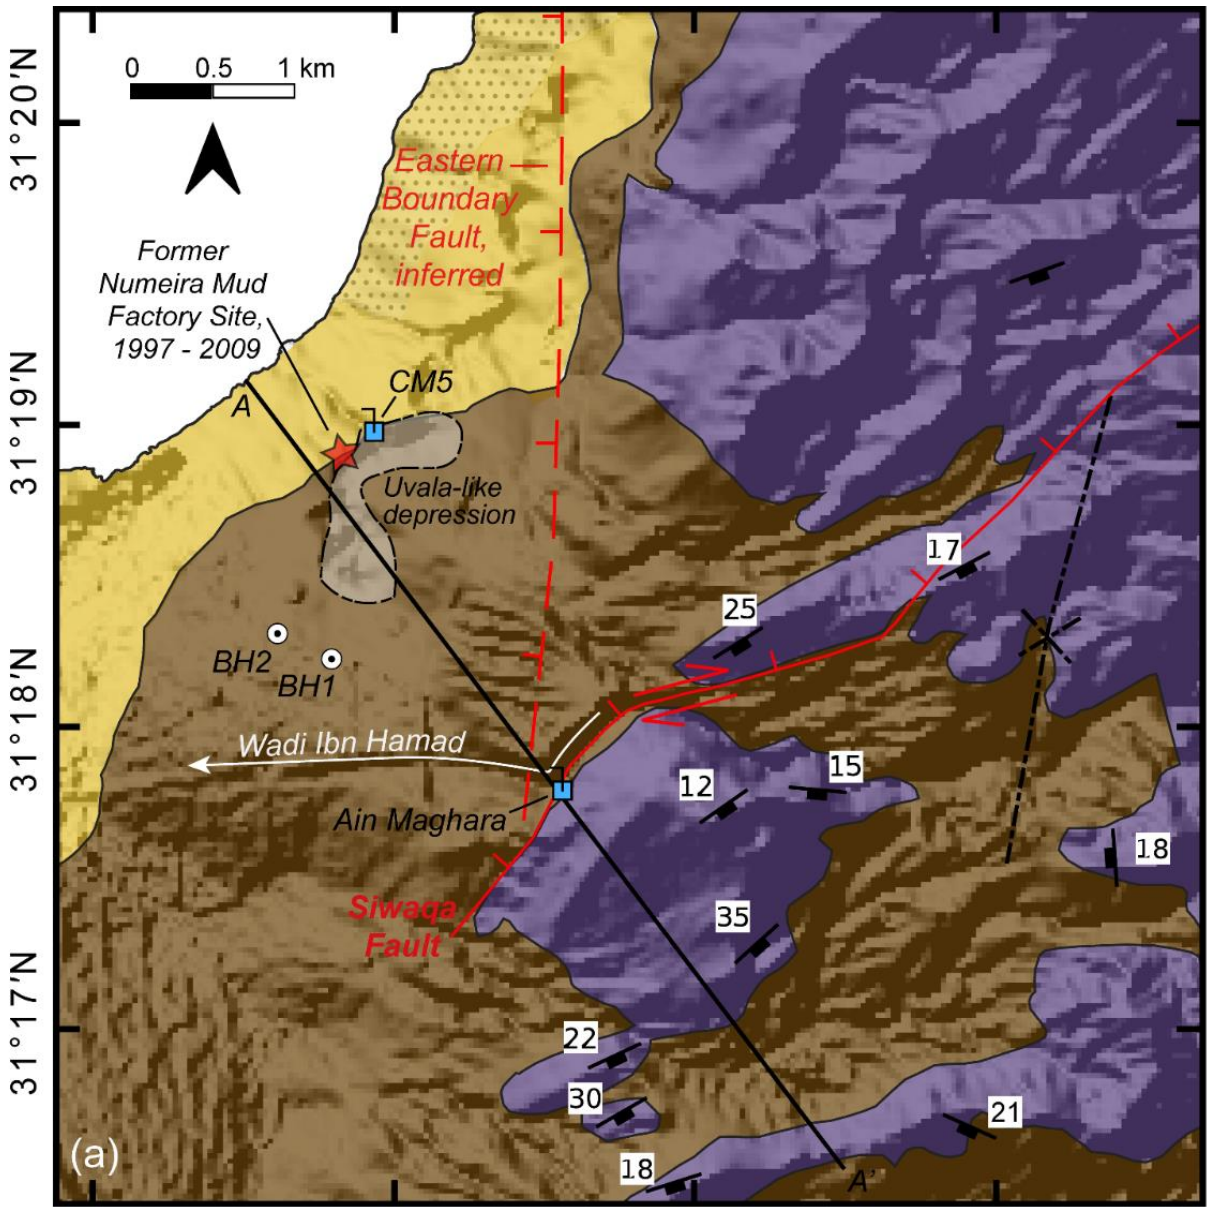 0 0.5 1 km
31°20'N
Eastern
Boundary
Fault,
inferred
Former
Numeira Mud
Factory Site,
1997 - 2009
31°19'N
CM5
A
Uvala-like
depression
17
25
BH2
BH1
31°18'N
Wadi Ibn Hamad
15
12
Ain Maghara
18
Siwaqa
Fault
35
31°17'N
22
30
21
(a)
18
A'